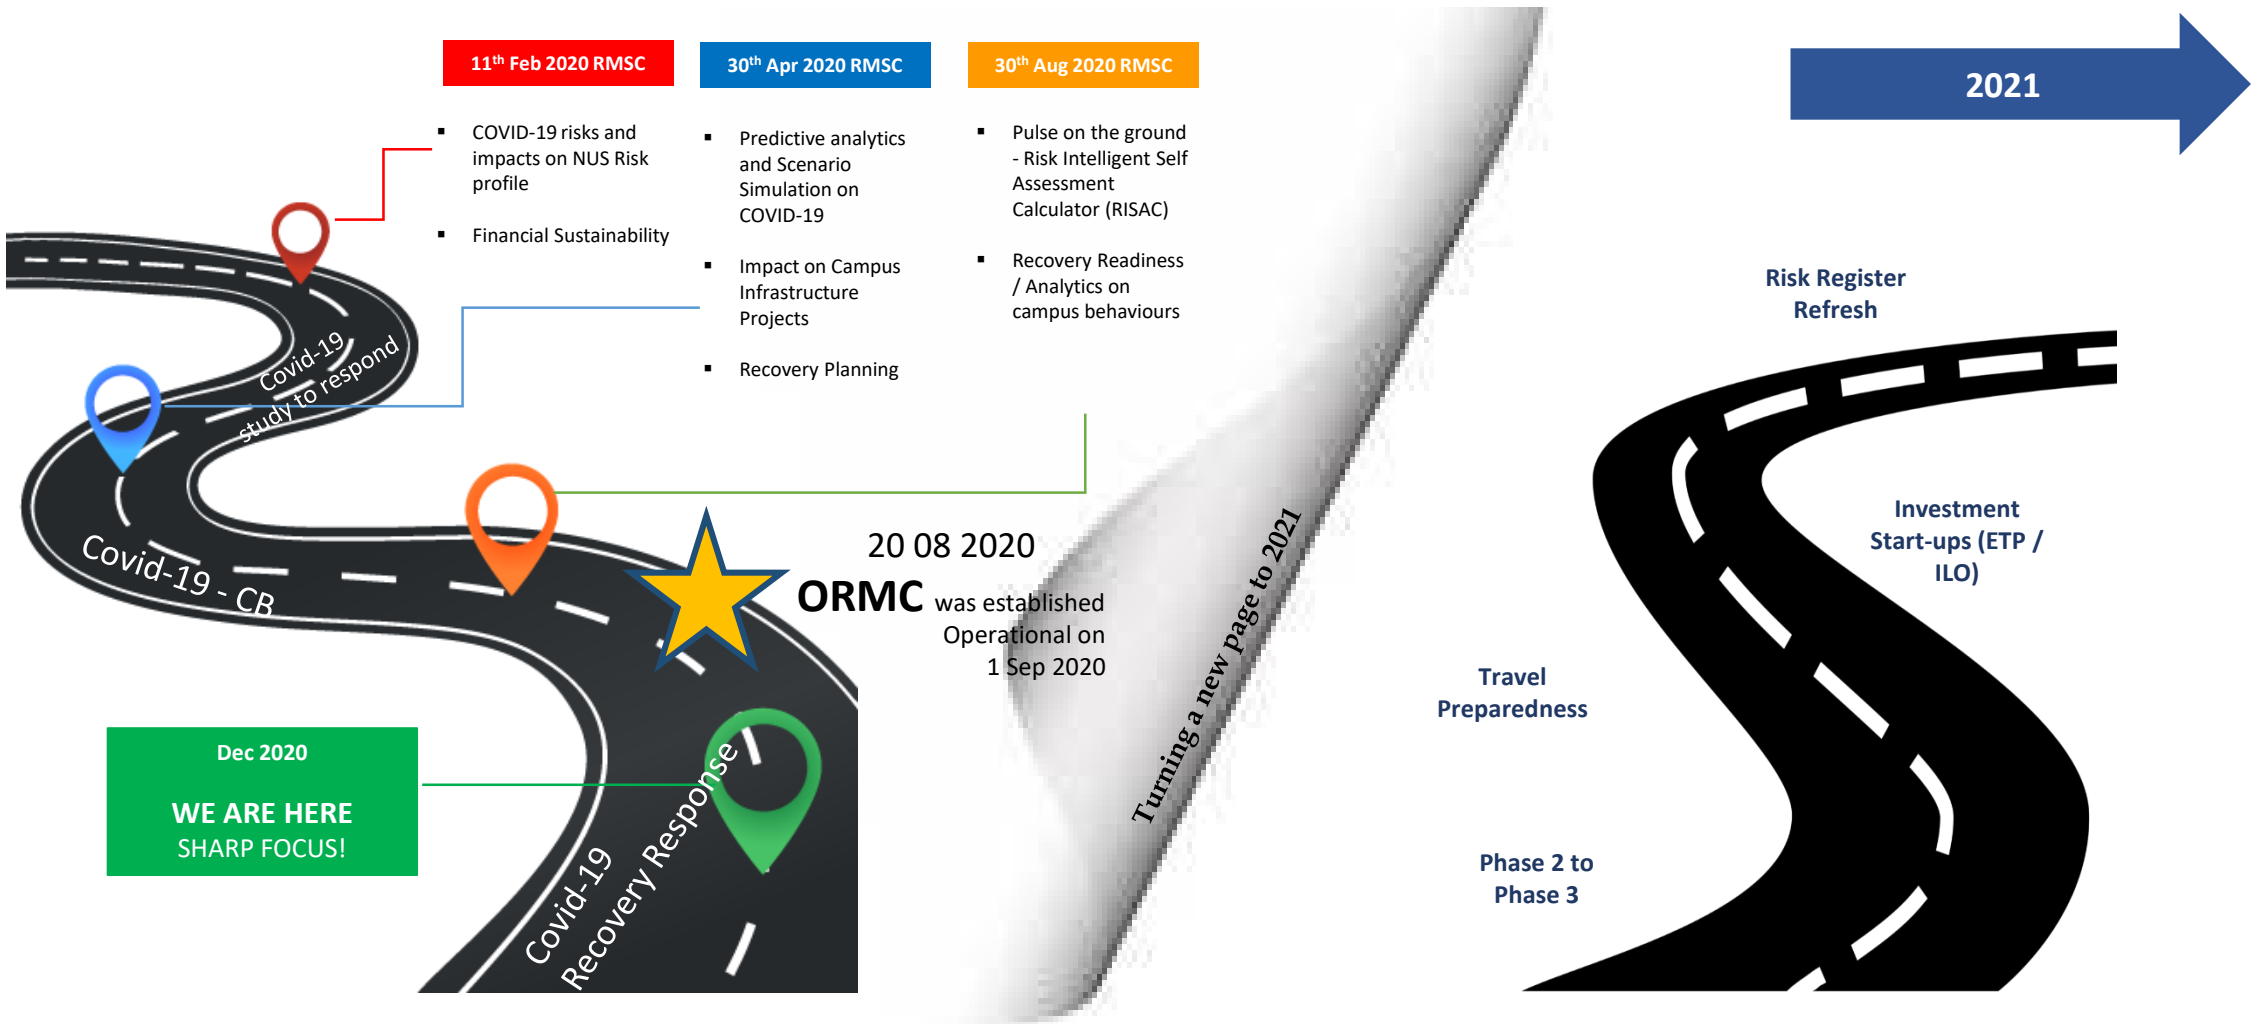 11th Feb 2020 RMSC
▪ COVID-19 risks and
impacts on NUS Risk
profile
▪ Financial Sustainability
30th Apr 2020 RMSC
▪ Predictive analytics
and Scenario
Simulation on
COVID-19
▪ Impact on Campus
Infrastructure
Projects
▪ Recovery Planning
30th Aug 2020 RMSC
▪ Pulse on the ground
- Risk Intelligent Self
Assessment
Calculator (RISAC)
▪ Recovery Readiness
/ Analytics on
campus behaviours
Covid-19
study to respond
Covid-19 - CB
20 08 2020
ORMC was established
Operational on
1 Sep 2020
Dec 2020
WE ARE HERE
SHARP FOCUS!
Covid-19
Recovery Response
Turning a new page to 2021
2021
Risk Register
Refresh
Investment
Start-ups (ETP /
ILO)
Travel
Preparedness
Phase 2 to
Phase 3